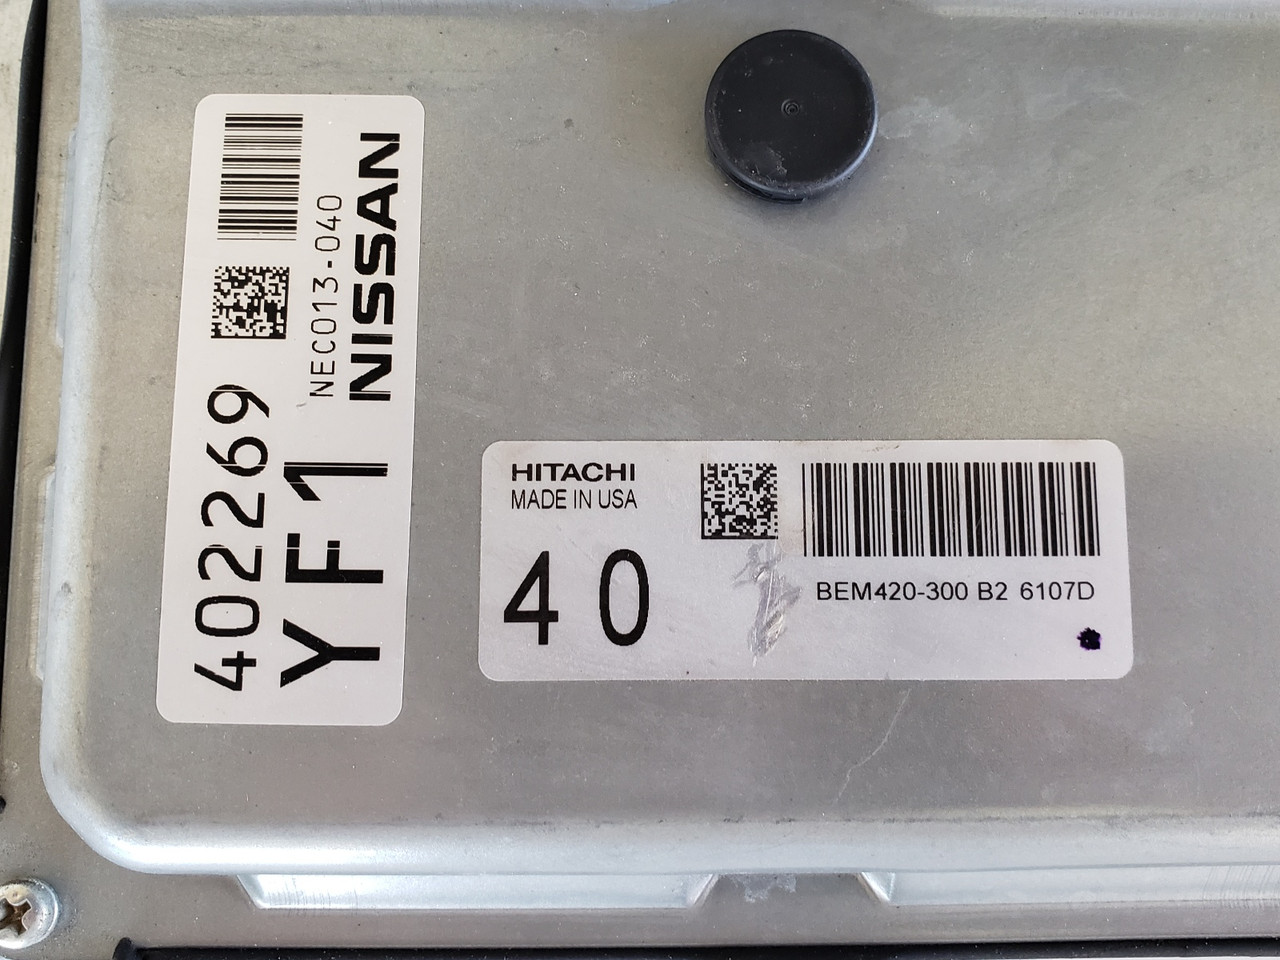 NISSAN
NEC013-040
YF1
402269
HITACHI
MADE IN USA
40
BEM420-300 B2 6107D